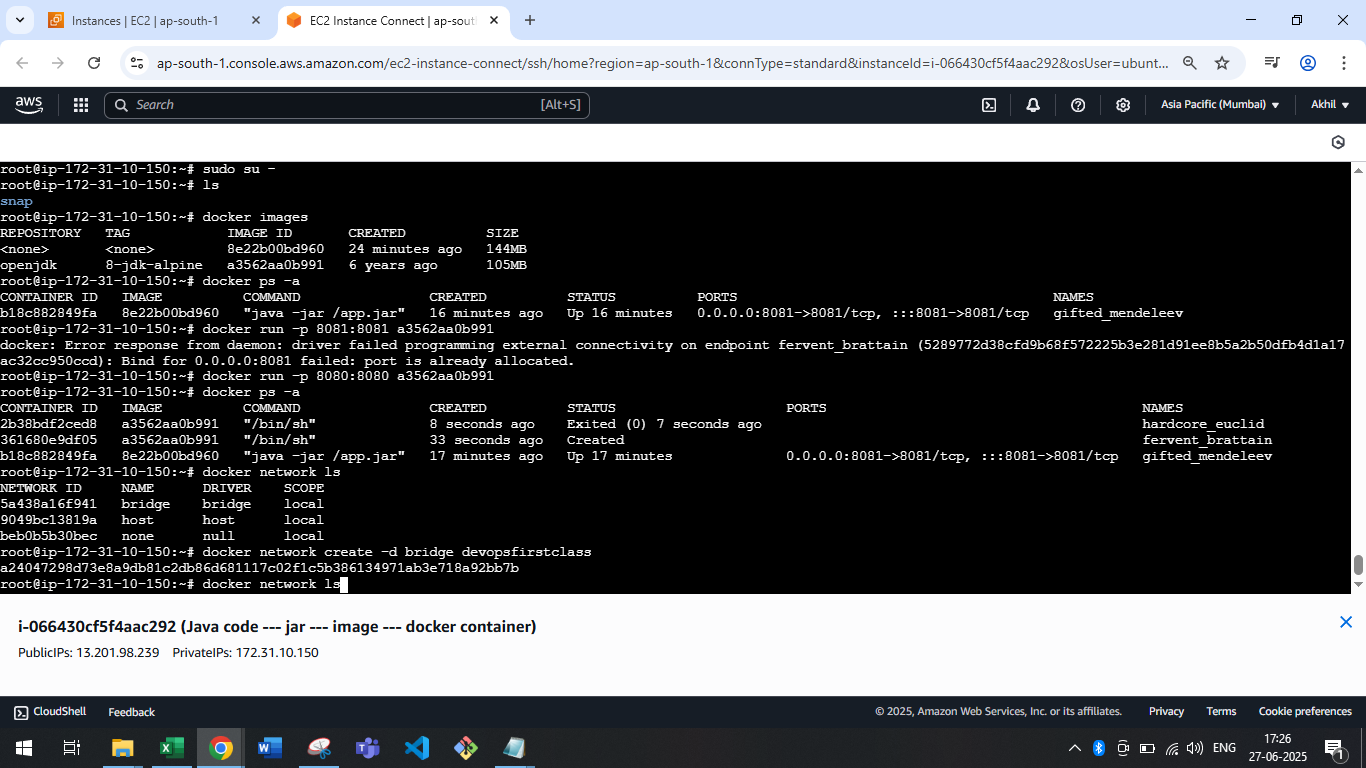 Instances | EC2 | ap-south-1
EC2 Instance Connect | ap-sout
ap-south-1.console.aws.amazon.com/ec2-instance-connect/ssh/home?region=ap-south-1&connType=standard&instanceId=i-066430cf5f4aac292&osUser=ubunt...
aws
Search [Alt+S]
Asia Pacific (Mumbai)
Akhil
root@ip-172-31-10-150:~# sudo su -
root@ip-172-31-10-150:~# ls
snap
root@ip-172-31-10-150:~# docker images
REPOSITORY TAG IMAGE ID CREATED SIZE
<none> <none> 8e22b00bd960 24 minutes ago 144MB
openjdk 8-jdk-alpine a3562aa0b991 6 years ago 105MB
root@ip-172-31-10-150:~# docker ps -a
CONTAINER ID IMAGE COMMAND CREATED STATUS PORTS NAMES
b18c882849fa 8e22b00bd960 "java -jar /app.jar" 16 minutes ago Up 16 minutes 0.0.0.0:8081->8081/tcp, :::8081->8081/tcp gifted_mendeleev
root@ip-172-31-10-150:~# docker run -p 8081:8081 a3562aa0b991
docker: Error response from daemon: driver failed programming external connectivity on endpoint fervent_brattain (5289772d38cfd9b68f572225b3e281d91ee8b5a2b50dfb4d1a17
ac32cc950ccd): Bind for 0.0.0.0:8081 failed: port is already allocated.
root@ip-172-31-10-150:~# docker run -p 8080:8080 a3562aa0b991
root@ip-172-31-10-150:~# docker ps -a
CONTAINER ID IMAGE COMMAND CREATED STATUS PORTS NAMES
2b38bdf2ced8 a3562aa0b991 "/bin/sh" 8 seconds ago Exited (0) 7 seconds ago hardcore_euclid
361680e9df05 a3562aa0b991 "/bin/sh" 33 seconds ago Created fervent_brattain
b18c882849fa 8e22b00bd960 "java -jar /app.jar" 17 minutes ago Up 17 minutes 0.0.0.0:8081->8081/tcp, :::8081->8081/tcp gifted_mendeleev
root@ip-172-31-10-150:~# docker network ls
NETWORK ID NAME DRIVER SCOPE
5a438a16f941 bridge bridge local
9049bc13819a host host local
beb0b5b30bec none null local
root@ip-172-31-10-150:~# docker network create -d bridge devopsfirstclass
a24047298d73e8a9db81c2db86d681117c02f1c5b386134971ab3e718a92bb7b
root@ip-172-31-10-150:~# docker network ls
i-066430cf5f4aac292 (Java code --- jar --- image --- docker container)
PublicIPs: 13.201.98.239 PrivateIPs: 172.31.10.150
CloudShell Feedback © 2025, Amazon Web Services, Inc. or its affiliates. Privacy Terms Cookie preferences
ENG
17:26
27-06-2025
1